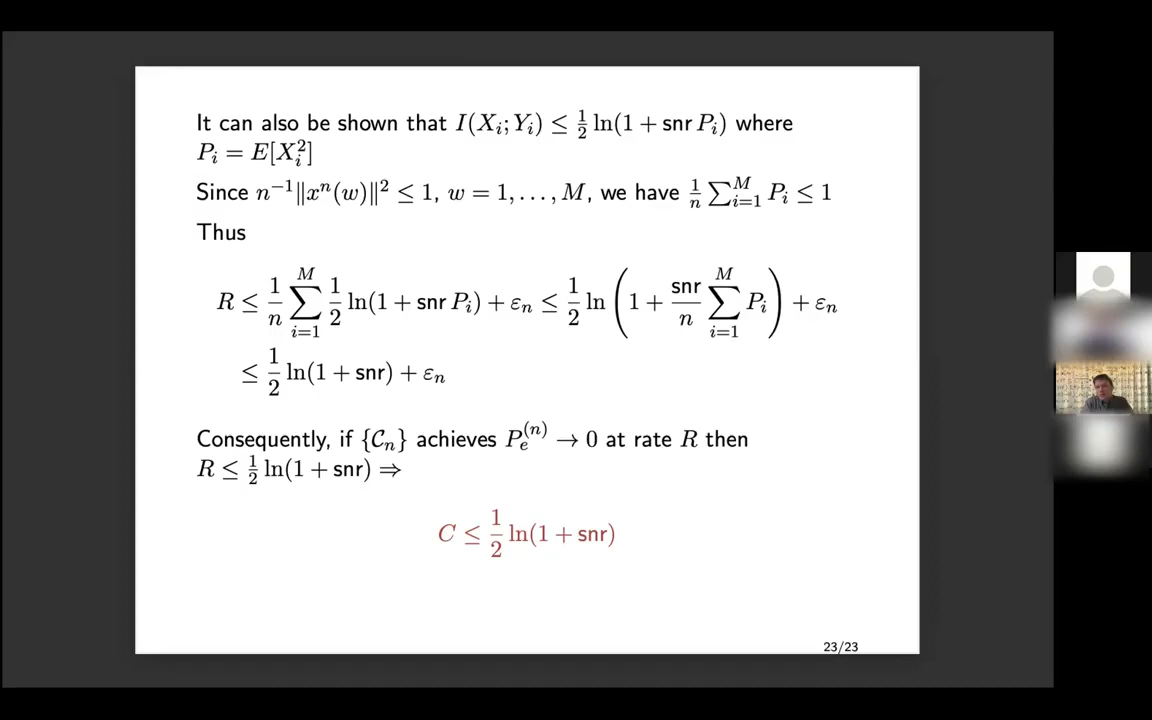 It can also be shown that I(X_i; Y_i) ≤ 1/2 ln(1 + snr P_i) where
P_i = E[X_i^2]
Since n^{-1}‖x^n(w)‖^2 ≤ 1, w = 1, . . . , M, we have 1/n ∑_{i=1}^{M} P_i ≤ 1
Thus
R ≤ 1/n ∑_{i=1}^{M} 1/2 ln(1 + snr P_i) + ε_n ≤ 1/2 ln (1 + snr/n ∑_{i=1}^{M} P_i) + ε_n
≤ 1/2 ln(1 + snr) + ε_n
Consequently, if {𝒞_n} achieves P_e^{(n)} → 0 at rate R then
R ≤ 1/2 ln(1 + snr) ⇒
C ≤ 1/2 ln(1 + snr)
23/23